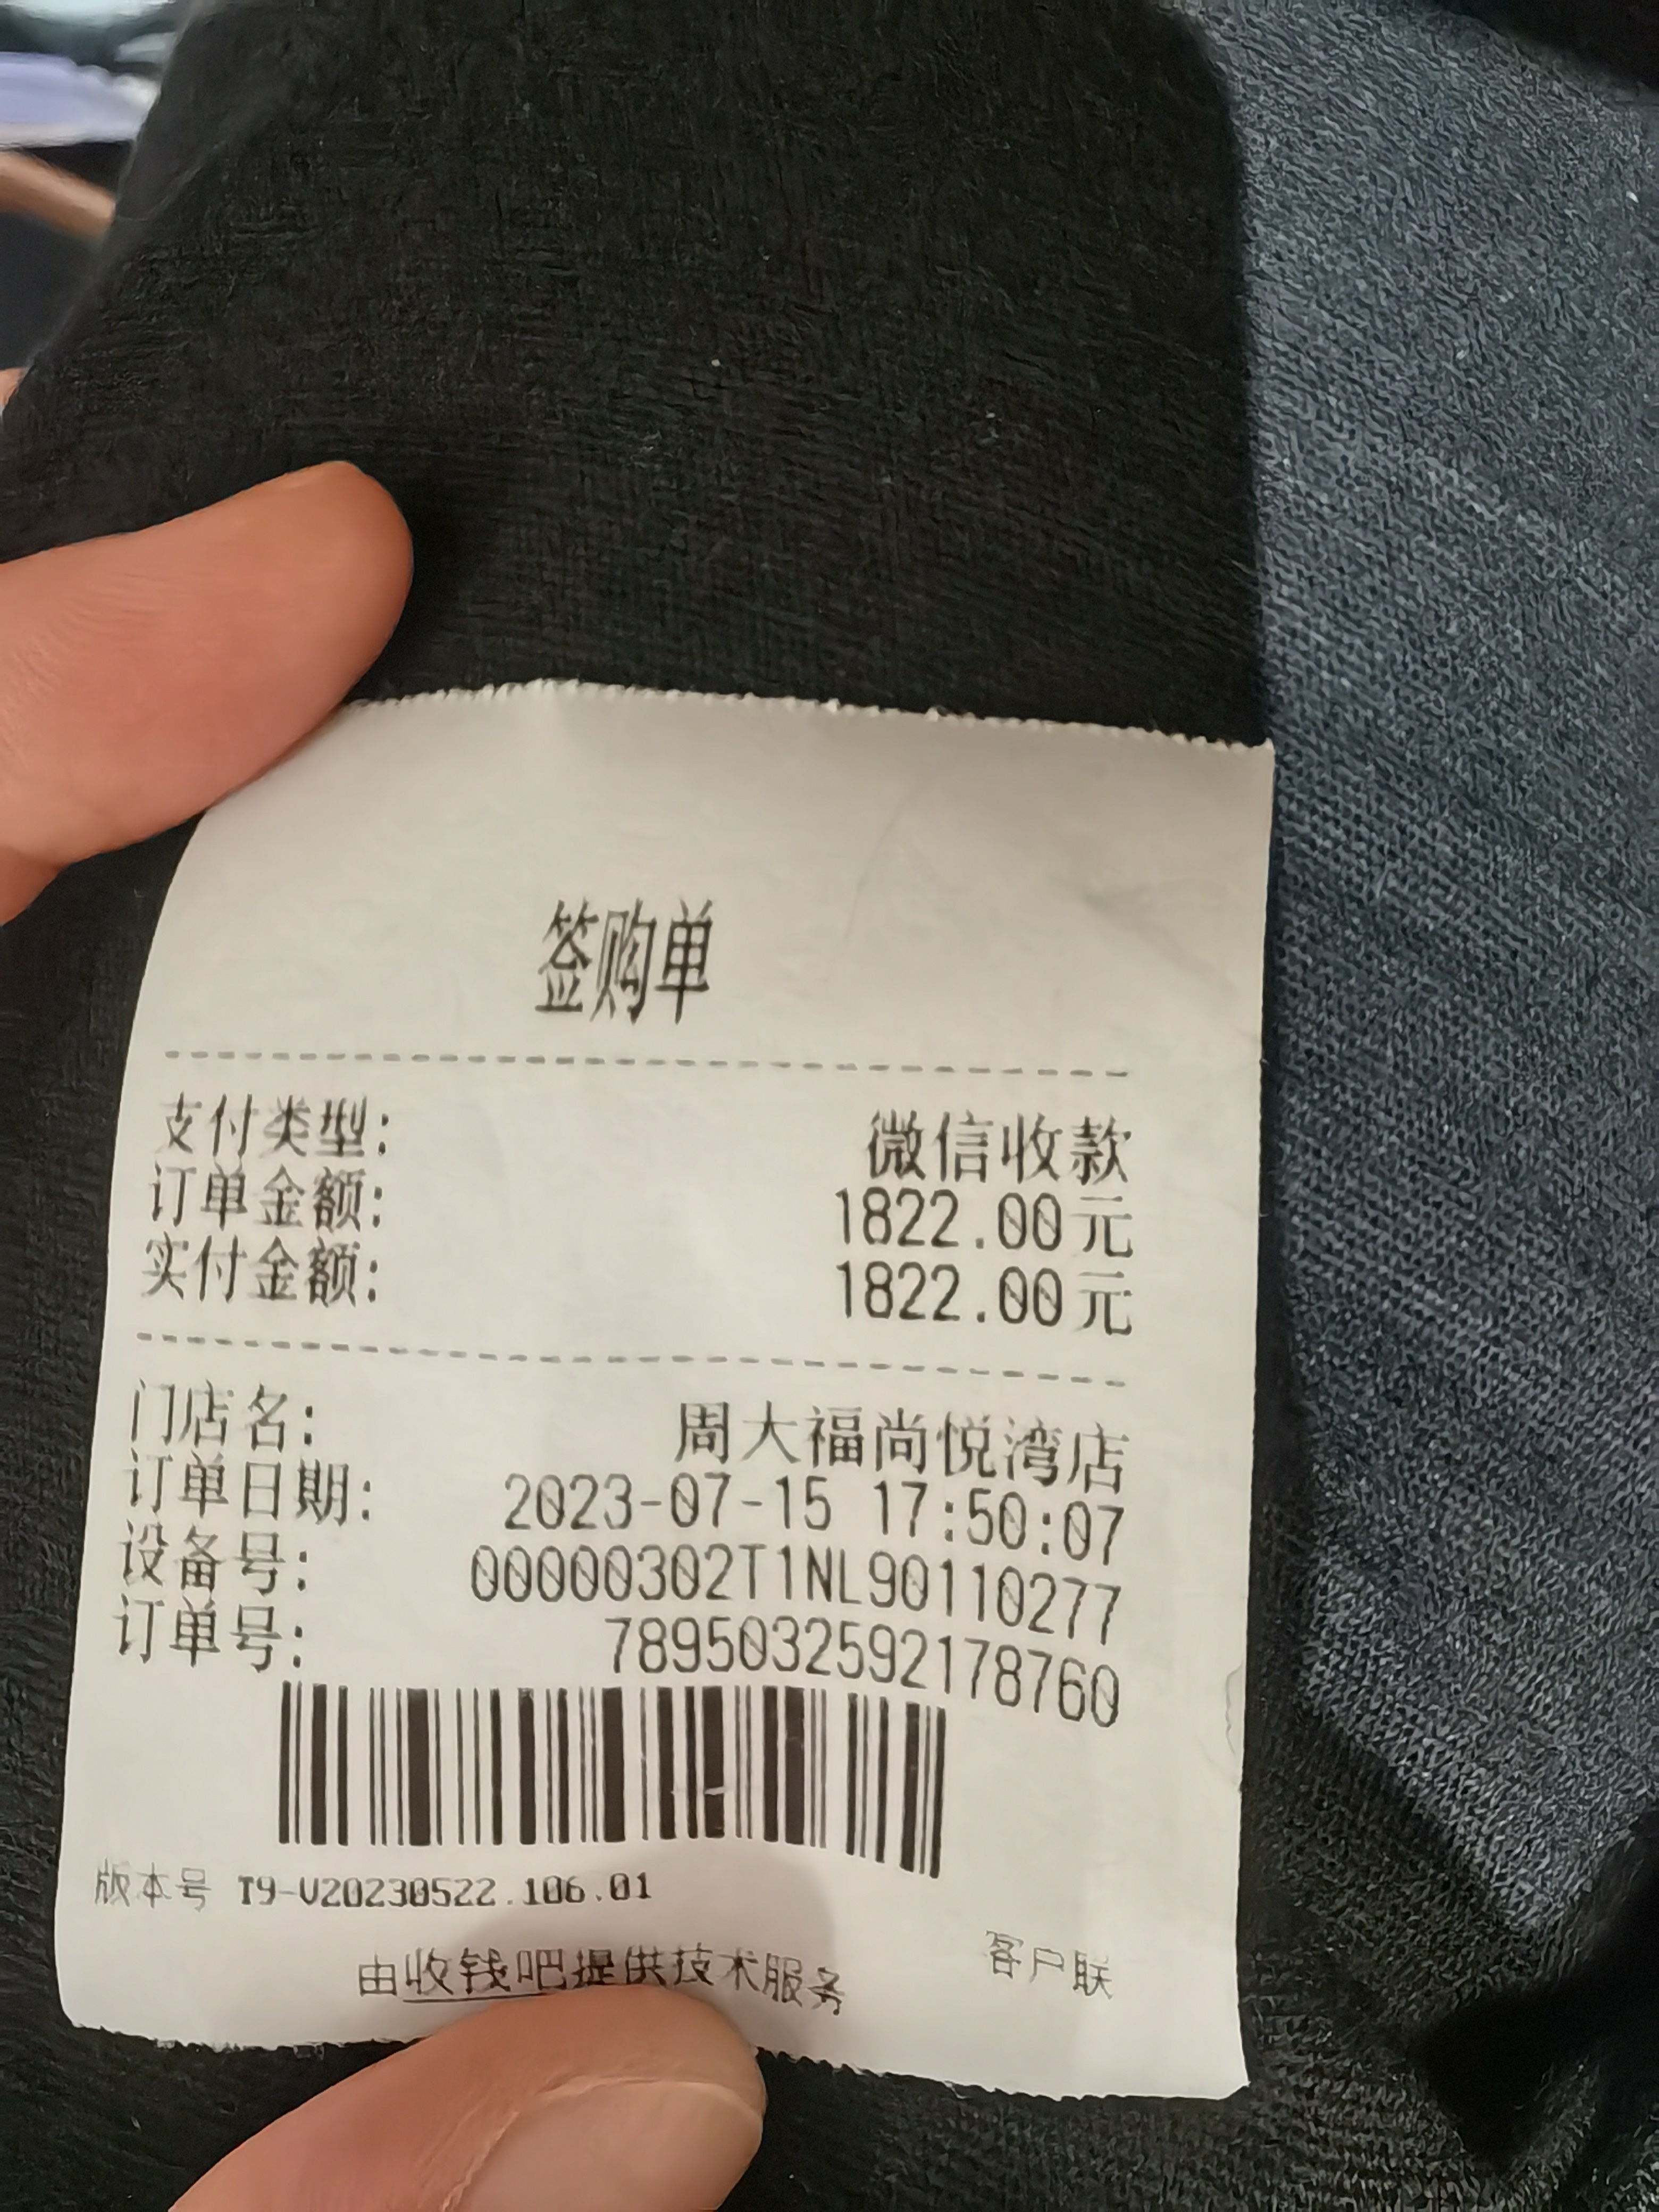 签购单
支付类型: 微信收款
订单金额: 1822.00元
实付金额: 1822.00元
门店名: 周大福尚悦湾店
订单日期: 2023-07-15 17:50:07
设备号: 00000302T1NL90110277
订单号: 7895032592178760
版本号 T9-V20230522.106.01
客户联
由收钱吧提供技术服务